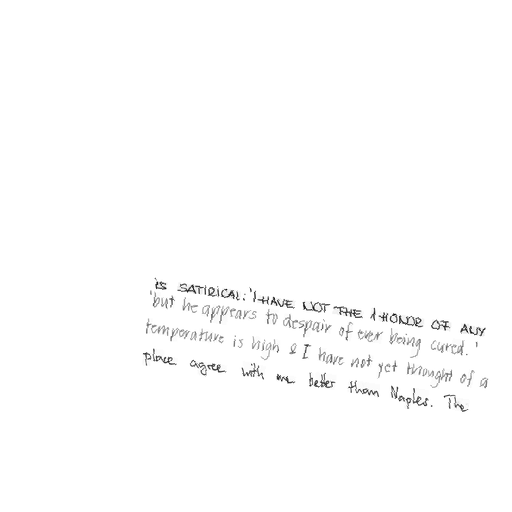 is SATIRICAL: 'I HAVE NOT THE HONOR OF ANY
'but he appears to despair of ever being cured.'
temperature is high & I have not yet thought of a
place agree with me better than Naples. The